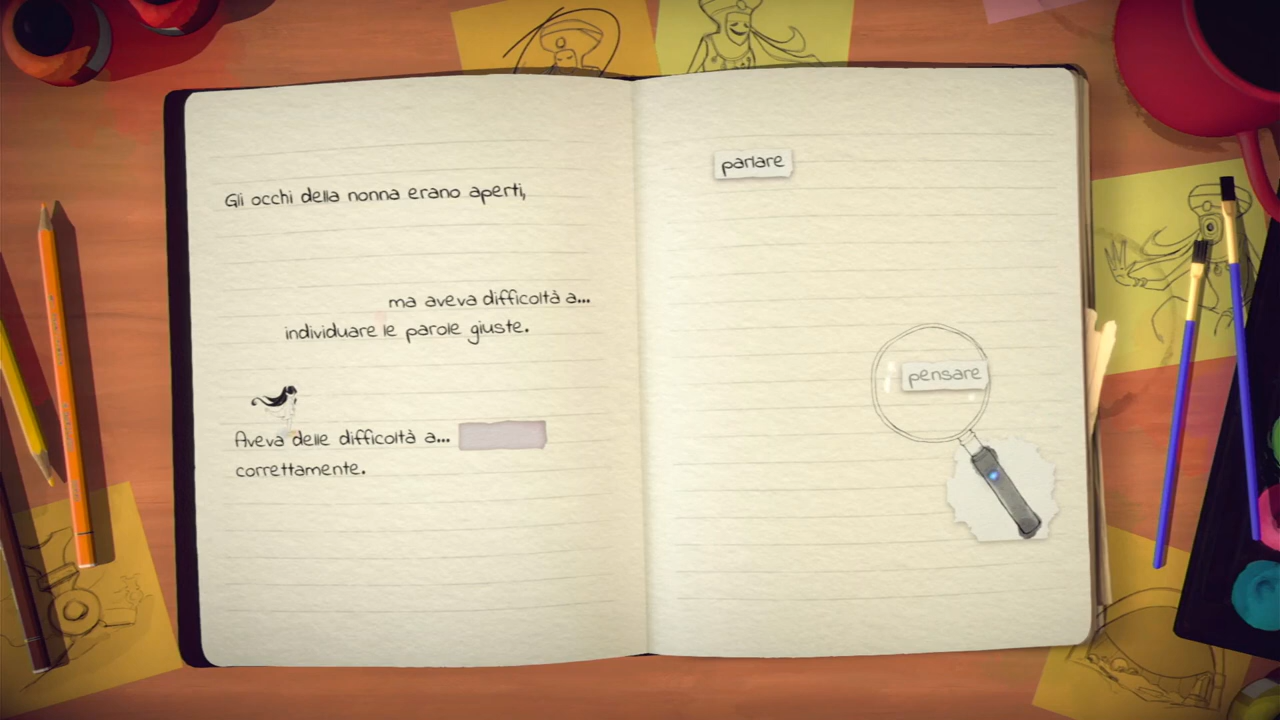 Gli occhi della nonna erano aperti,
ma aveva difficoltà a...
individuare le parole giuste.
Aveva delle difficoltà a...
correttamente.
parlare
pensare